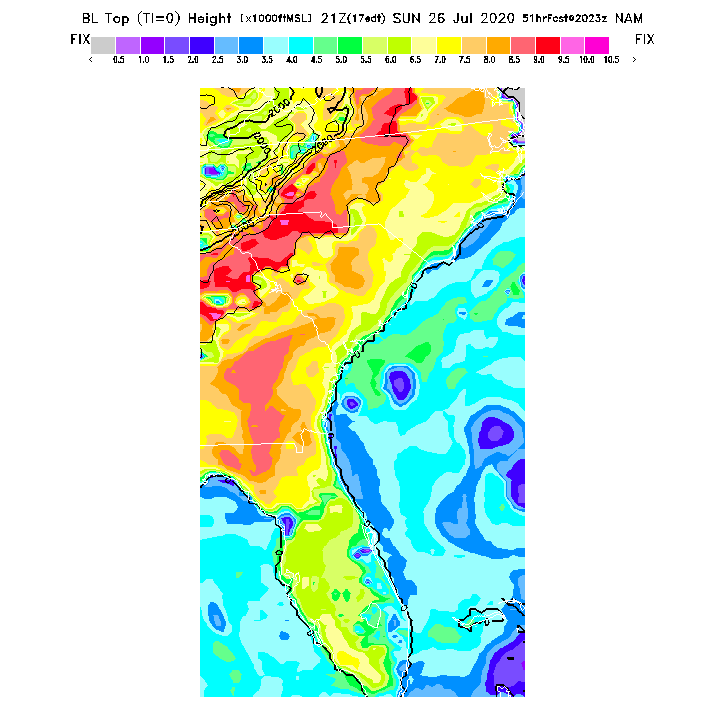 BL Top (TI=0) Height [x1000ftMSL] 21Z(17edt) SUN 26 Jul 2020 51hrFcst@2023z NAM
FIX FIX
< 0.5 1.0 1.5 2.0 2.5 3.0 3.5 4.0 4.5 5.0 5.5 6.0 6.5 7.0 7.5 8.0 8.5 9.0 9.5 10.0 10.5 >
2000
2000
2000